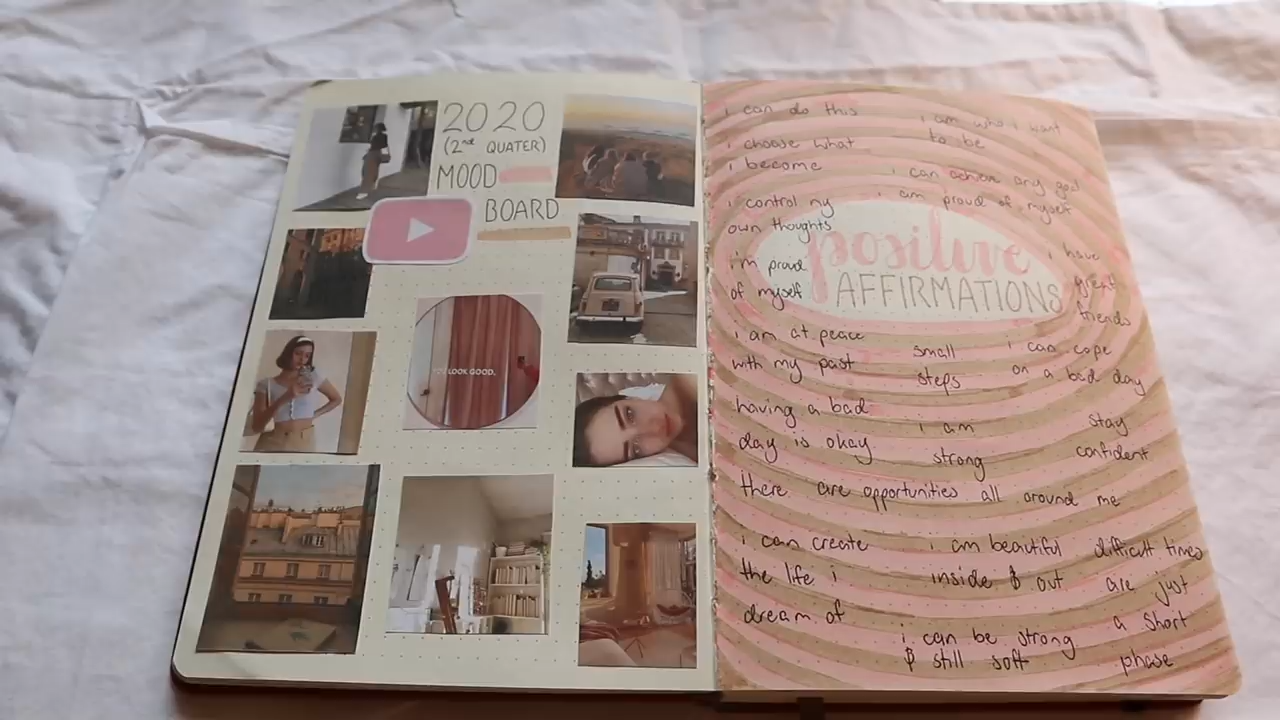 2020
(2nd QUATER)
MOOD
BOARD
YOU LOOK GOOD.
positive
AFFIRMATIONS
i can do this
i am who i want
to be
i choose what
i become
i can achieve any goal
i am proud of myself
i control my
own thoughts
i'm proud
of myself
i have
great
friends
i am at peace
with my past
small
steps
i can cope
on a bad day
having a bad
day is okay
i am
strong
stay
confident
there are opportunities all around me
i can create
the life i
dream of
i am beautiful
inside & out
difficult times
are just
a short
phase
i can be strong
& still soft